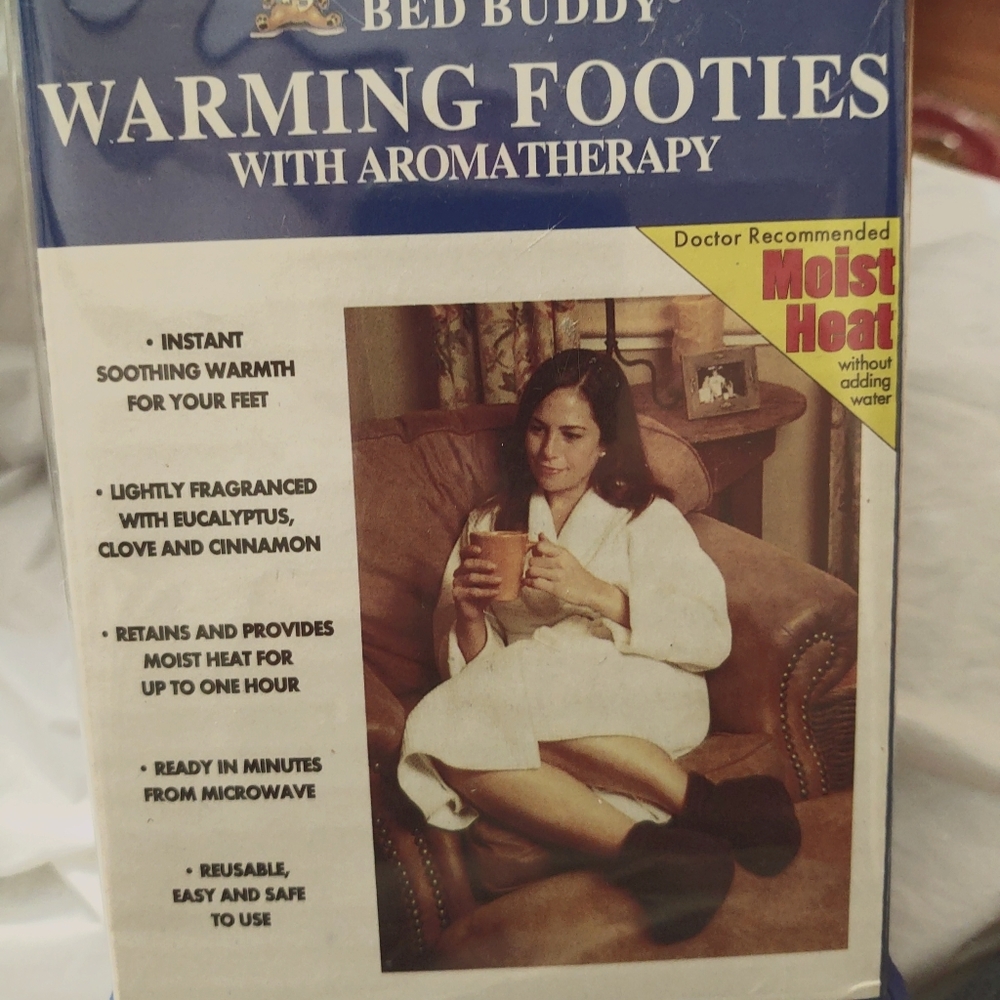 BED BUDDY®
WARMING FOOTIES
WITH AROMATHERAPY
Doctor Recommended
Moist
Heat
without
adding
water
• INSTANT
SOOTHING WARMTH
FOR YOUR FEET
• LIGHTLY FRAGRANCED
WITH EUCALYPTUS,
CLOVE AND CINNAMON
• RETAINS AND PROVIDES
MOIST HEAT FOR
UP TO ONE HOUR
• READY IN MINUTES
FROM MICROWAVE
• REUSABLE,
EASY AND SAFE
TO USE